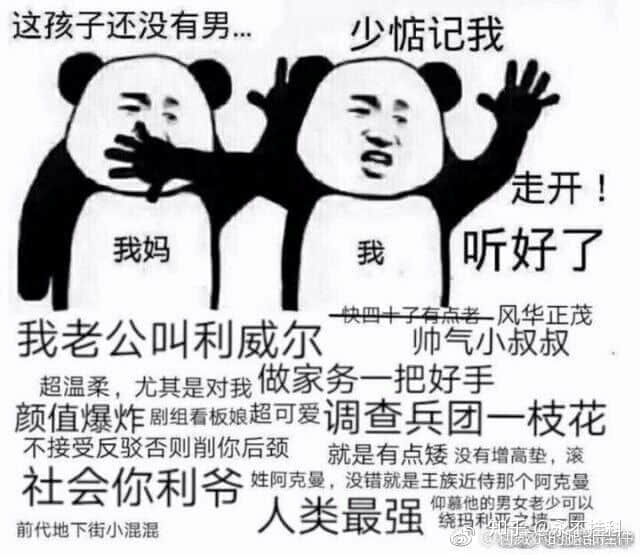 这孩子还没有男...
少惦记我
走开！
我妈
我
听好了
快四十了有点老 风华正茂
我老公叫利威尔
帅气小叔叔
超温柔，尤其是对我 做家务一把好手
颜值爆炸 剧组看板娘 超可爱 调查兵团一枝花
不接受反驳否则削你后颈
就是有点矮 没有增高垫，滚
社会你利爷
姓阿克曼，没错就是王族近侍那个阿克曼
人类最强
仰慕他的男女老少可以
绕玛利亚之墙一圈
前代地下街小混混
知乎 @永不挂科